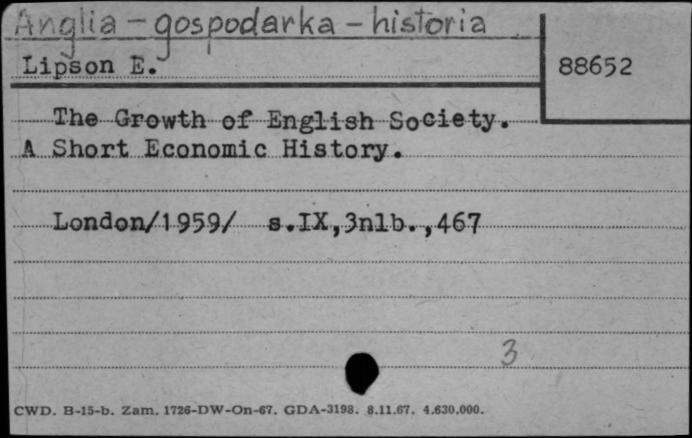 Anglia - gospodarka - historia
Lipson E.
88652
The Growth of English Society.
A Short Economic History.
London/1959/ s.IX,3nlb.,467
3
CWD. B-15-b. Zam. 1726-DW-On-67. GDA-3198. 8.11.67. 4.630.000.